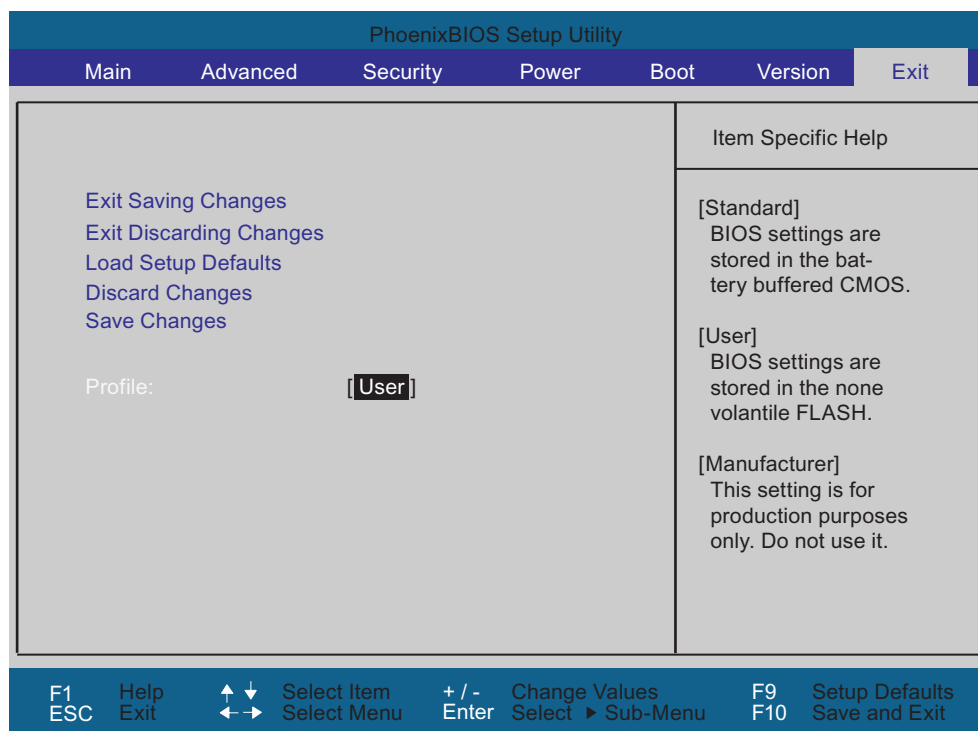 PhoenixBIOS Setup Utility
Main Advanced Security Power Boot Version Exit
Item Specific Help
Exit Saving Changes
Exit Discarding Changes
Load Setup Defaults
Discard Changes
Save Changes
Profile: [User]
[Standard]
BIOS settings are
stored in the bat-
tery buffered CMOS.
[User]
BIOS settings are
stored in the none
volantile FLASH.
[Manufacturer]
This setting is for
production purposes
only. Do not use it.
F1 Help ↑ ↓ Select Item + / - Change Values F9 Setup Defaults
ESC Exit ← → Select Menu Enter Select ▶ Sub-Menu F10 Save and Exit